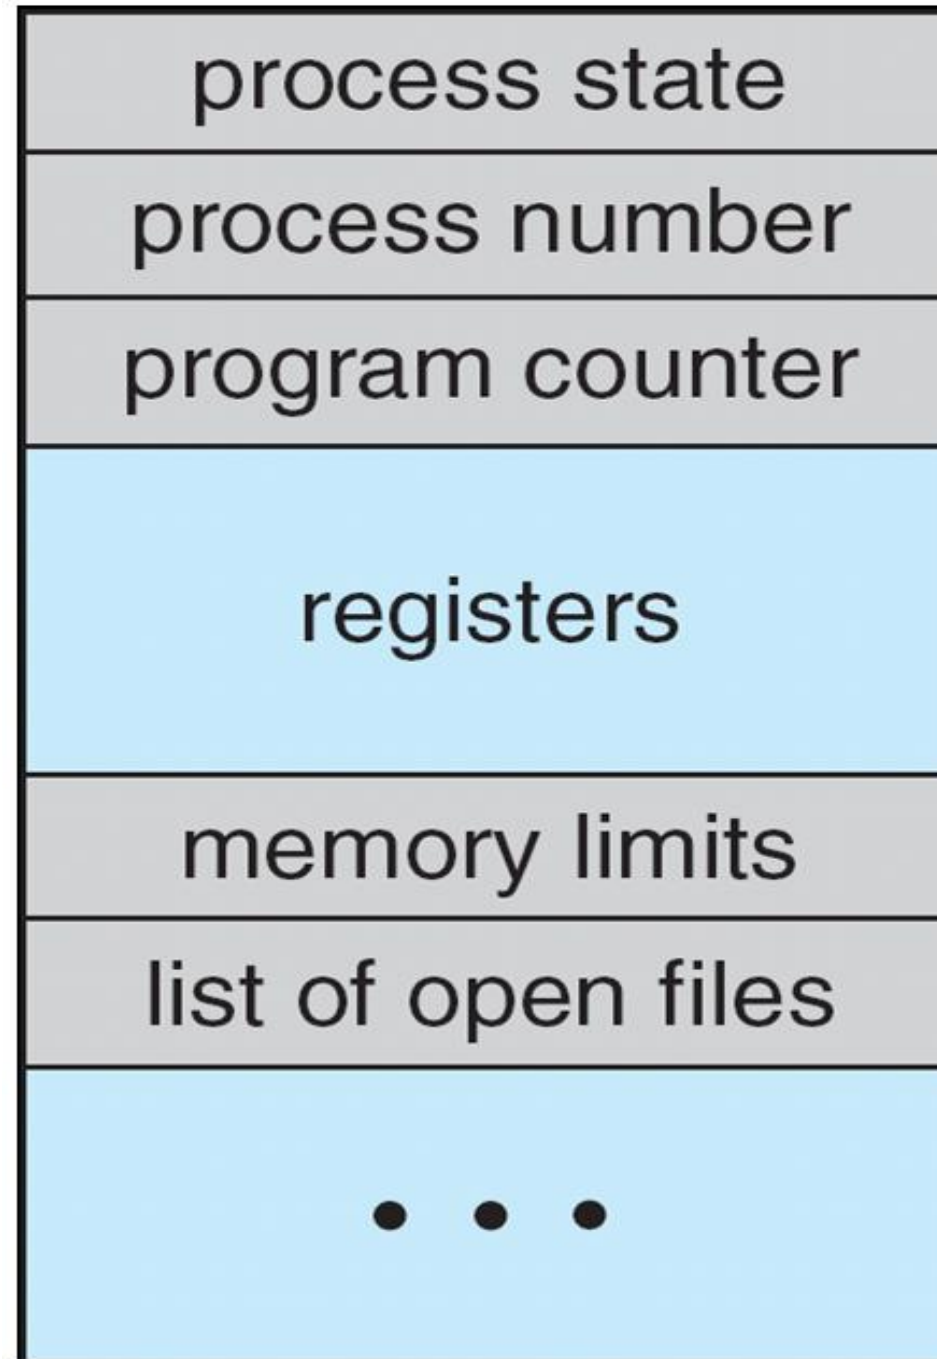 process state
process number
program counter
registers
memory limits
list of open files
• • •